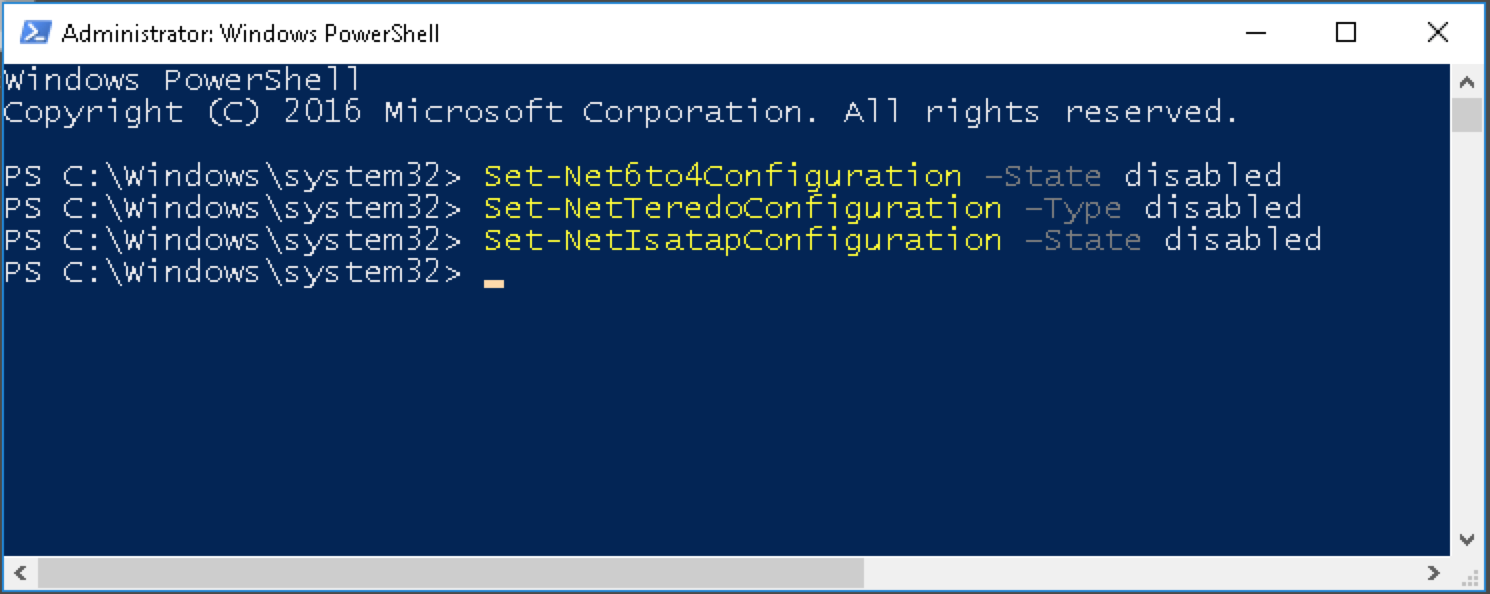 Administrator: Windows PowerShell
Windows PowerShell
Copyright (C) 2016 Microsoft Corporation. All rights reserved.
PS C:\Windows\system32> Set-Net6to4Configuration –State disabled
PS C:\Windows\system32> Set-NetTeredoConfiguration –Type disabled
PS C:\Windows\system32> Set-NetIsatapConfiguration –State disabled
PS C:\Windows\system32>